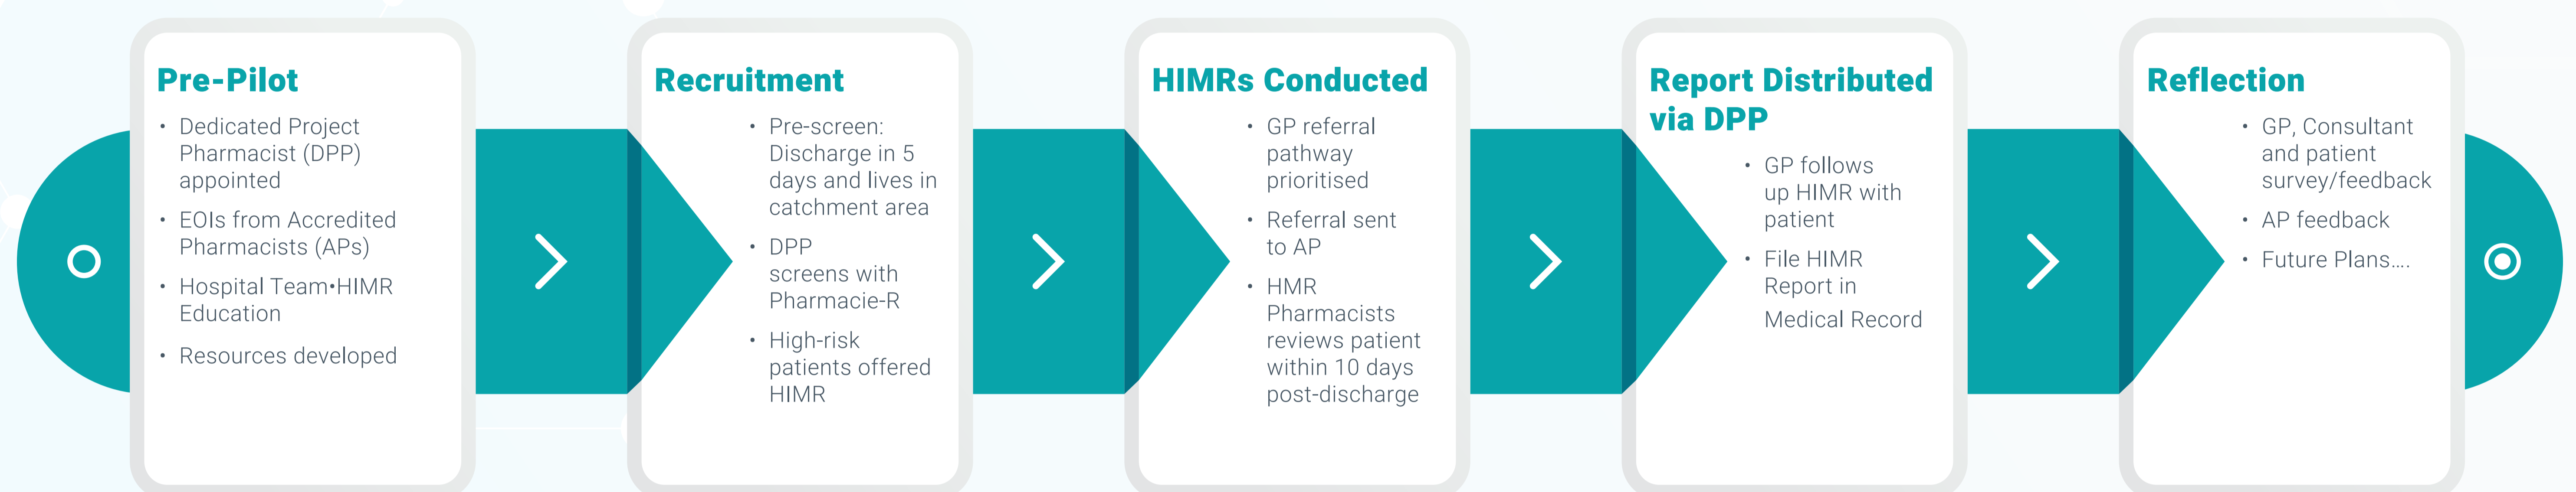 Pre-Pilot
• Dedicated Project
Pharmacist (DPP)
appointed
• EOIs from Accredited
Pharmacists (APs)
• Hospital Team•HIMR
Education
• Resources developed
Recruitment
• Pre-screen:
Discharge in 5
days and lives in
catchment area
• DPP
screens with
Pharmacie-R
• High-risk
patients offered
HIMR
HIMRs Conducted
• GP referral
pathway
prioritised
• Referral sent
to AP
• HMR
Pharmacists
reviews patient
within 10 days
post-discharge
Report Distributed
via DPP
• GP follows
up HIMR with
patient
• File HIMR
Report in
Medical Record
Reflection
• GP, Consultant
and patient
survey/feedback
• AP feedback
• Future Plans....